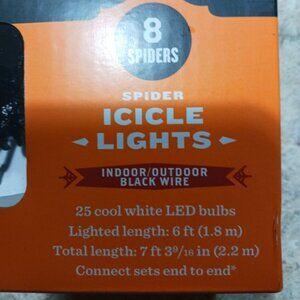 8
SPIDERS
SPIDER
ICICLE
LIGHTS
INDOOR/OUTDOOR
BLACK WIRE
25 cool white LED bulbs
Lighted length: 6 ft (1.8 m)
Total length: 7 ft 3⁹/₁₆ in (2.2 m)
Connect sets end to end*